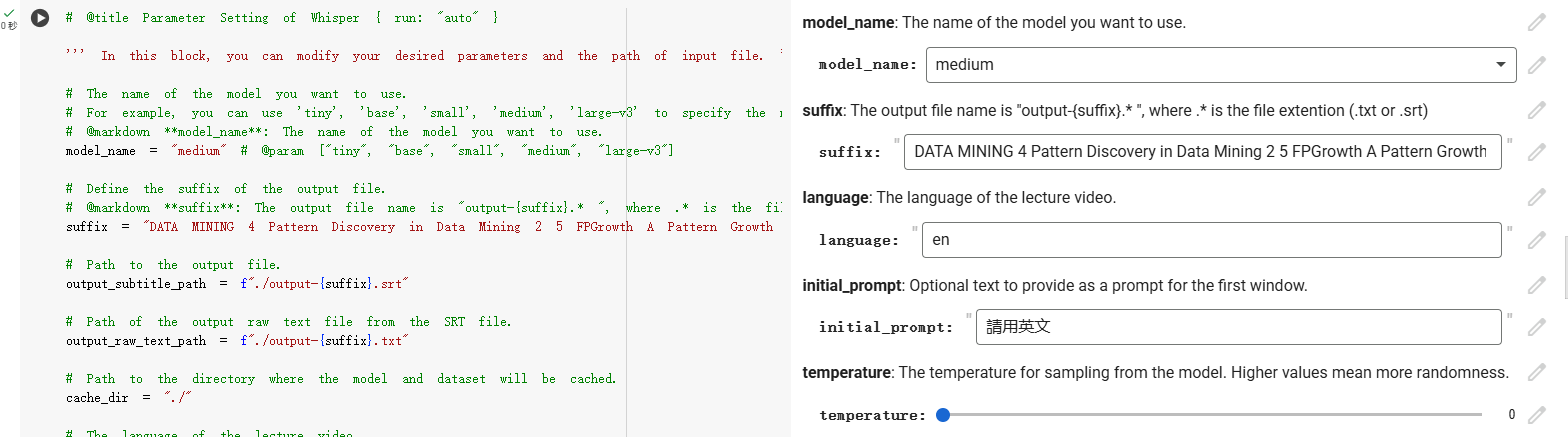 0 秒
# @title Parameter Setting of Whisper { run: "auto" }
''' In this block, you can modify your desired parameters and the path of input file.
# The name of the model you want to use.
# For example, you can use 'tiny', 'base', 'small', 'medium', 'large-v3' to specify the
# @markdown **model_name**: The name of the model you want to use.
model_name = "medium" # @param ["tiny", "base", "small", "medium", "large-v3"]
# Define the suffix of the output file.
# @markdown **suffix**: The output file name is "output-{suffix}.* ", where .* is the
suffix = "DATA MINING 4 Pattern Discovery in Data Mining 2 5 FPGrowth A Pattern Growth
# Path to the output file.
output_subtitle_path = f"./output-{suffix}.srt"
# Path of the output raw text file from the SRT file.
output_raw_text_path = f"./output-{suffix}.txt"
# Path to the directory where the model and dataset will be cached.
cache_dir = "./"
# The language of the lecture video
model_name: The name of the model you want to use.
model_name: medium
suffix: The output file name is "output-{suffix}.* ", where .* is the file extention (.txt or .srt)
suffix: " DATA MINING 4 Pattern Discovery in Data Mining 2 5 FPGrowth A Pattern Growth "
language: The language of the lecture video.
language: " en "
initial_prompt: Optional text to provide as a prompt for the first window.
initial_prompt: " 請用英文 "
temperature: The temperature for sampling from the model. Higher values mean more randomness.
temperature: 0